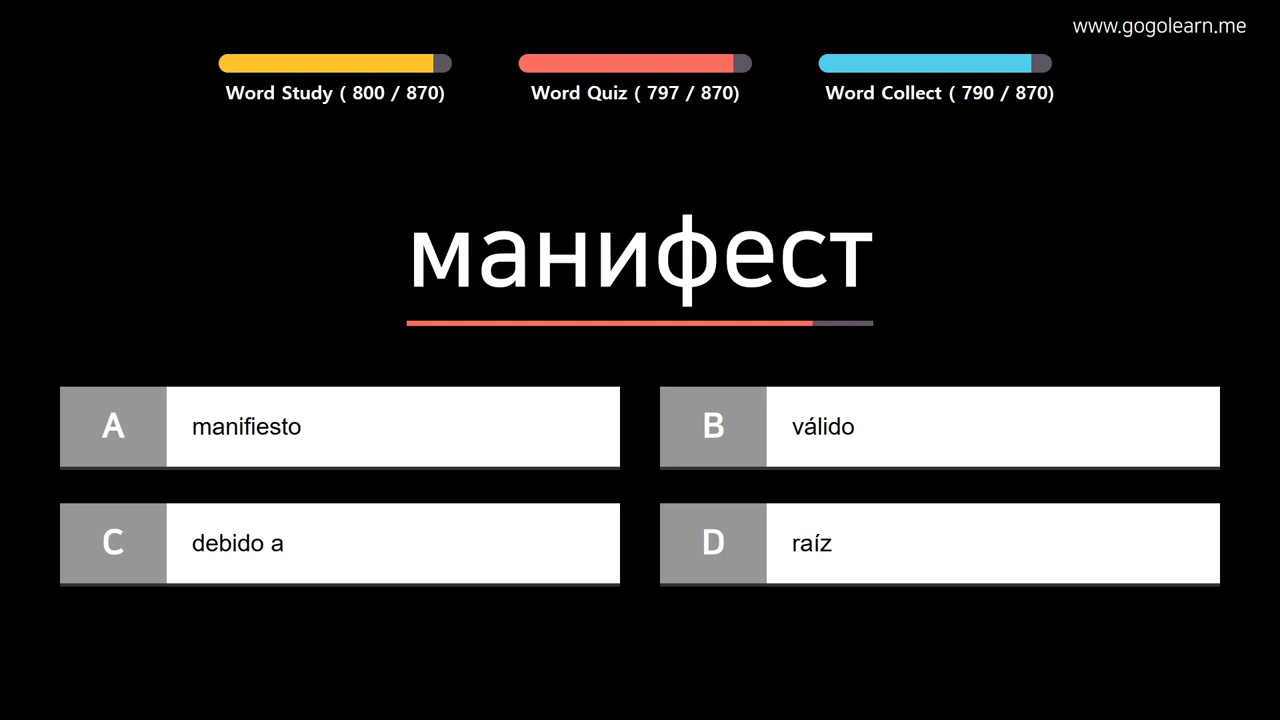 www.gogolearn.me
Word Study ( 800 / 870)
Word Quiz ( 797 / 870)
Word Collect ( 790 / 870)
манифест
A manifiesto
B válido
C debido a
D raíz